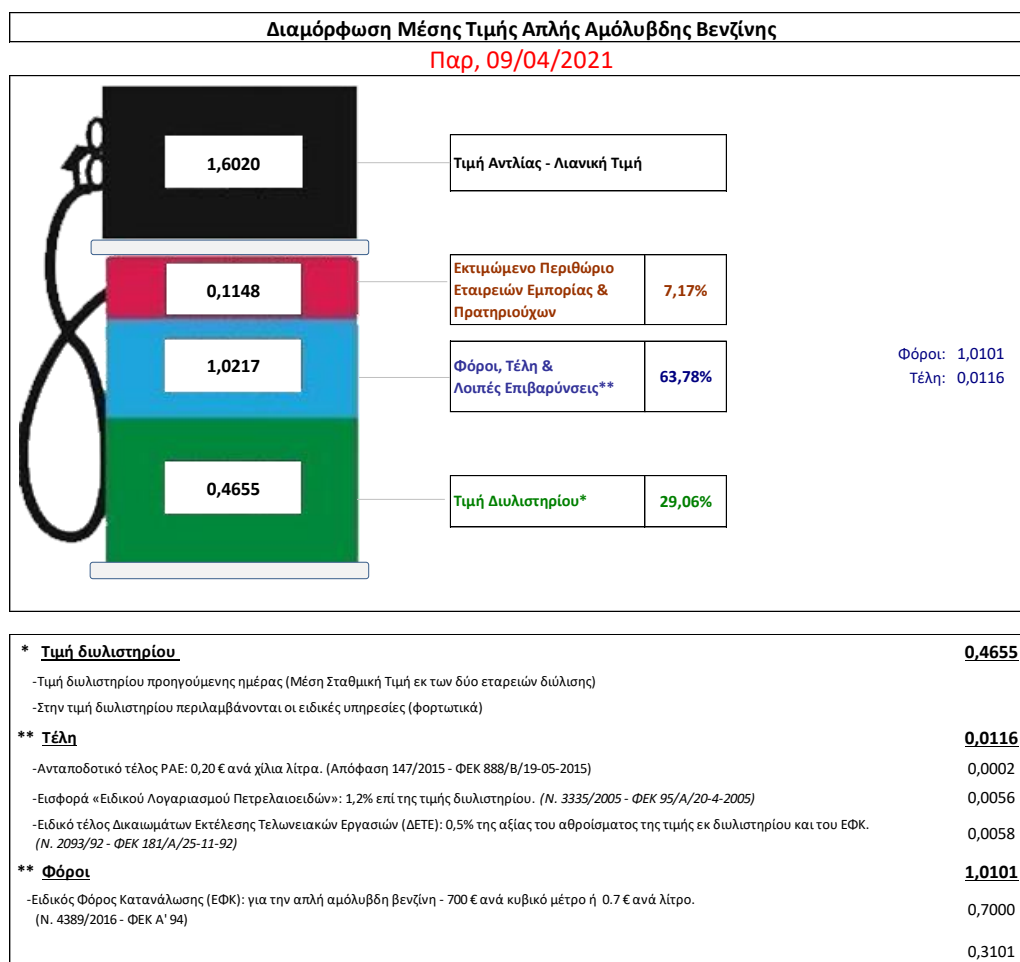 Διαμόρφωση Μέσης Τιμής Απλής Αμόλυβδης Βενζίνης
Παρ, 09/04/2021
1,6020
Τιμή Αντλίας - Λιανική Τιμή
0,1148
Εκτιμώμενο Περιθώριο
Εταιρειών Εμπορίας &
Πρατηριούχων
7,17%
1,0217
Φόροι, Τέλη &
Λοιπές Επιβαρύνσεις**
63,78%
Φόροι: 1,0101
Τέλη: 0,0116
0,4655
Τιμή Διυλιστηρίου*
29,06%
* Τιμή διυλιστηρίου 0,4655
-Τιμή διυλιστηρίου προηγούμενης ημέρας (Μέση Σταθμική Τιμή εκ των δύο εταρειών διύλισης)
-Στην τιμή διυλιστηρίου περιλαμβάνονται οι ειδικές υπηρεσίες (φορτωτικά)
** Τέλη 0,0116
-Ανταποδοτικό τέλος ΡΑΕ: 0,20 € ανά χίλια λίτρα. (Απόφαση 147/2015 - ΦΕΚ 888/Β/19-05-2015) 0,0002
-Εισφορά «Ειδικού Λογαριασμού Πετρελαιοειδών»: 1,2% επί της τιμής διυλιστηρίου. (Ν. 3335/2005 - ΦΕΚ 95/Α/20-4-2005) 0,0056
-Ειδικό τέλος Δικαιωμάτων Εκτέλεσης Τελωνειακών Εργασιών (ΔΕΤΕ): 0,5% της αξίας του αθροίσματος της τιμής εκ διυλιστηρίου και του ΕΦΚ.
(Ν. 2093/92 - ΦΕΚ 181/Α/25-11-92) 0,0058
** Φόροι 1,0101
-Ειδικός Φόρος Κατανάλωσης (ΕΦΚ): για την απλή αμόλυβδη βενζίνη - 700 € ανά κυβικό μέτρο ή 0.7 € ανά λίτρο.
(Ν. 4389/2016 - ΦΕΚ Α' 94) 0,7000
0,3101